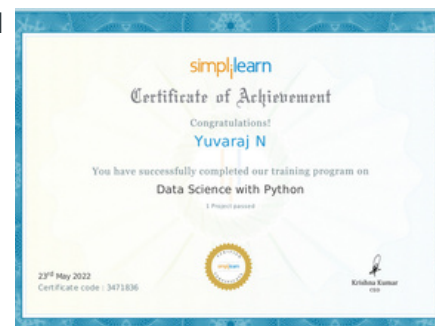 simplilearn
Certificate of Achievement
Congratulations!
Yuvaraj N
You have successfully completed our training program on
Data Science with Python
1 Project passed
simplilearn
23rd May 2022
Certificate code : 3471836
Krishna Kumar
CEO